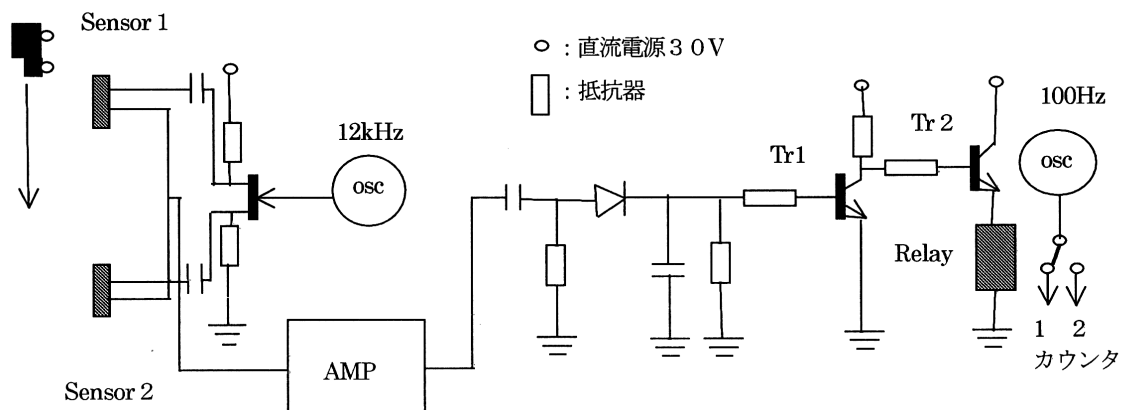 Sensor 1
：直流電源３０V
：抵抗器
12kHz
osc
Tr1
Tr 2
100Hz
osc
Relay
1 2
カウンタ
AMP
Sensor 2